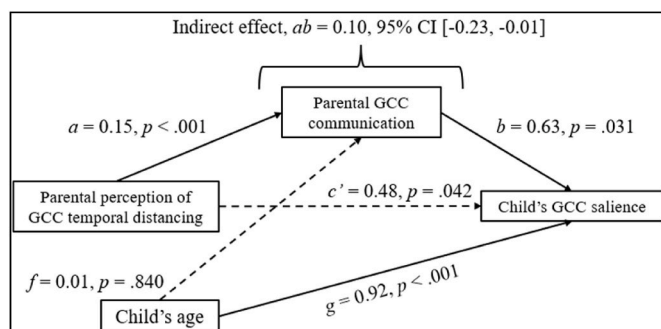 Indirect effect, ab = 0.10, 95% CI [-0.23, -0.01]
Parental GCC
communication
a = 0.15, p < .001
b = 0.63, p = .031
Parental perception of
GCC temporal distancing
c’ = 0.48, p = .042
Child’s GCC salience
f = 0.01, p = .840
g = 0.92, p < .001
Child’s age